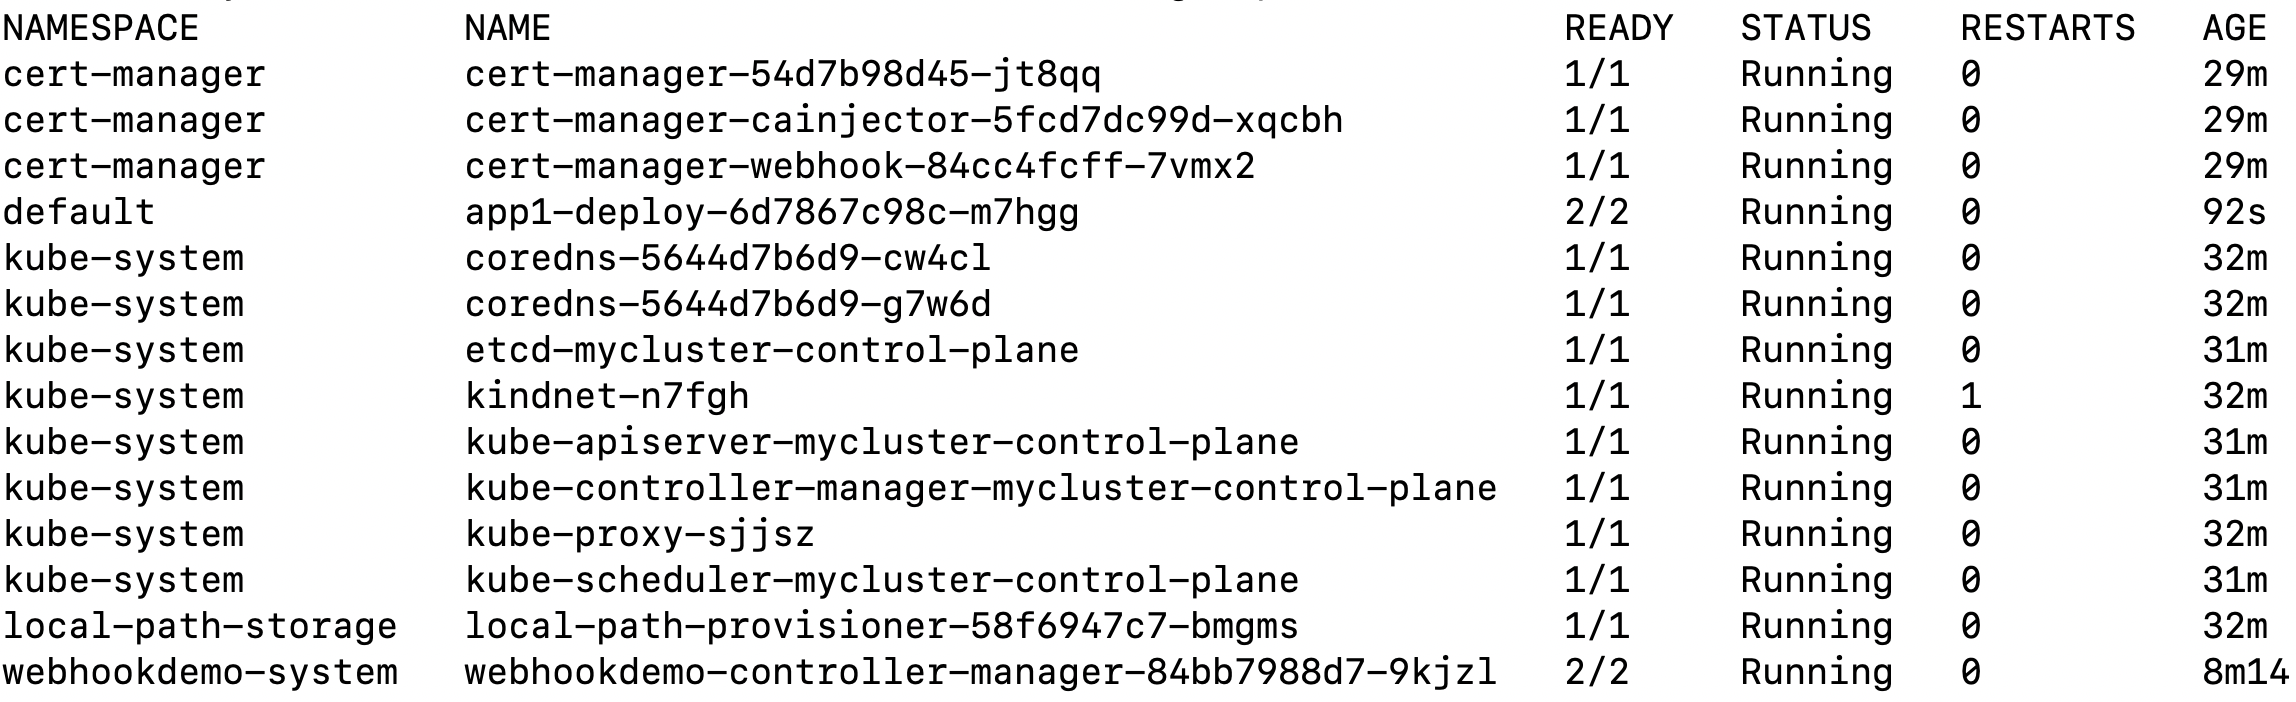 NAMESPACE NAME READY STATUS RESTARTS AGE
cert-manager cert-manager-54d7b98d45-jt8qq 1/1 Running 0 29m
cert-manager cert-manager-cainjector-5fcd7dc99d-xqcbh 1/1 Running 0 29m
cert-manager cert-manager-webhook-84cc4fcff-7vmx2 1/1 Running 0 29m
default app1-deploy-6d7867c98c-m7hgg 2/2 Running 0 92s
kube-system coredns-5644d7b6d9-cw4cl 1/1 Running 0 32m
kube-system coredns-5644d7b6d9-g7w6d 1/1 Running 0 32m
kube-system etcd-mycluster-control-plane 1/1 Running 0 31m
kube-system kindnet-n7fgh 1/1 Running 1 32m
kube-system kube-apiserver-mycluster-control-plane 1/1 Running 0 31m
kube-system kube-controller-manager-mycluster-control-plane 1/1 Running 0 31m
kube-system kube-proxy-sjjsz 1/1 Running 0 32m
kube-system kube-scheduler-mycluster-control-plane 1/1 Running 0 31m
local-path-storage local-path-provisioner-58f6947c7-bmgms 1/1 Running 0 32m
webhookdemo-system webhookdemo-controller-manager-84bb7988d7-9kjzl 2/2 Running 0 8m14